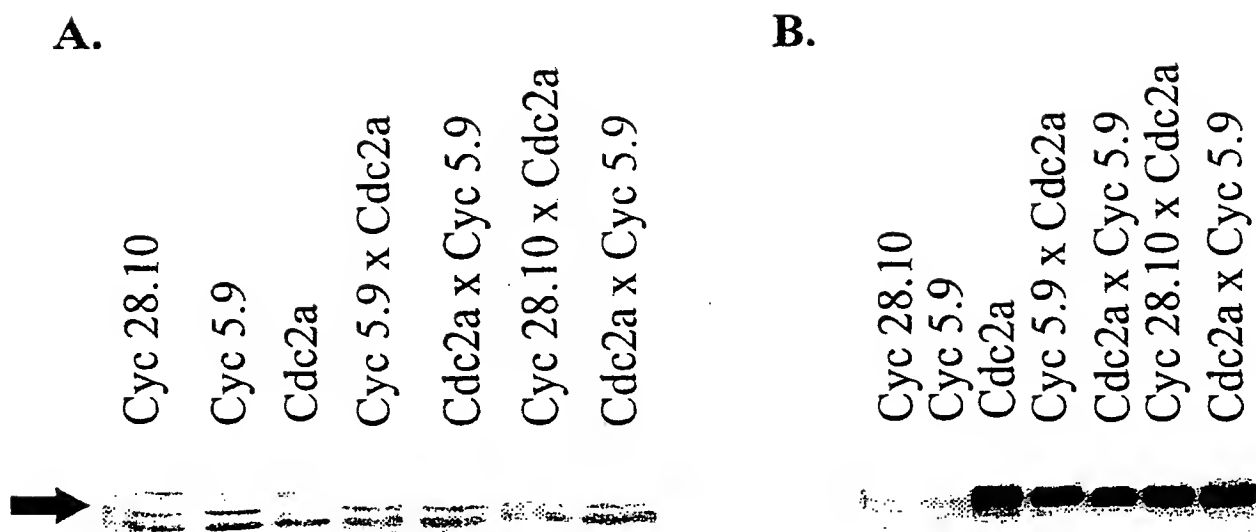 A.
Cyc 28.10
Cyc 5.9
Cdc2a
Cyc 5.9 x Cdc2a
Cdc2a x Cyc 5.9
Cyc 28.10 x Cdc2a
Cdc2a x Cyc 5.9
B.
Cyc 28.10
Cyc 5.9
Cdc2a
Cyc 5.9 x Cdc2a
Cdc2a x Cyc 5.9
Cyc 28.10 x Cdc2a
Cdc2a x Cyc 5.9